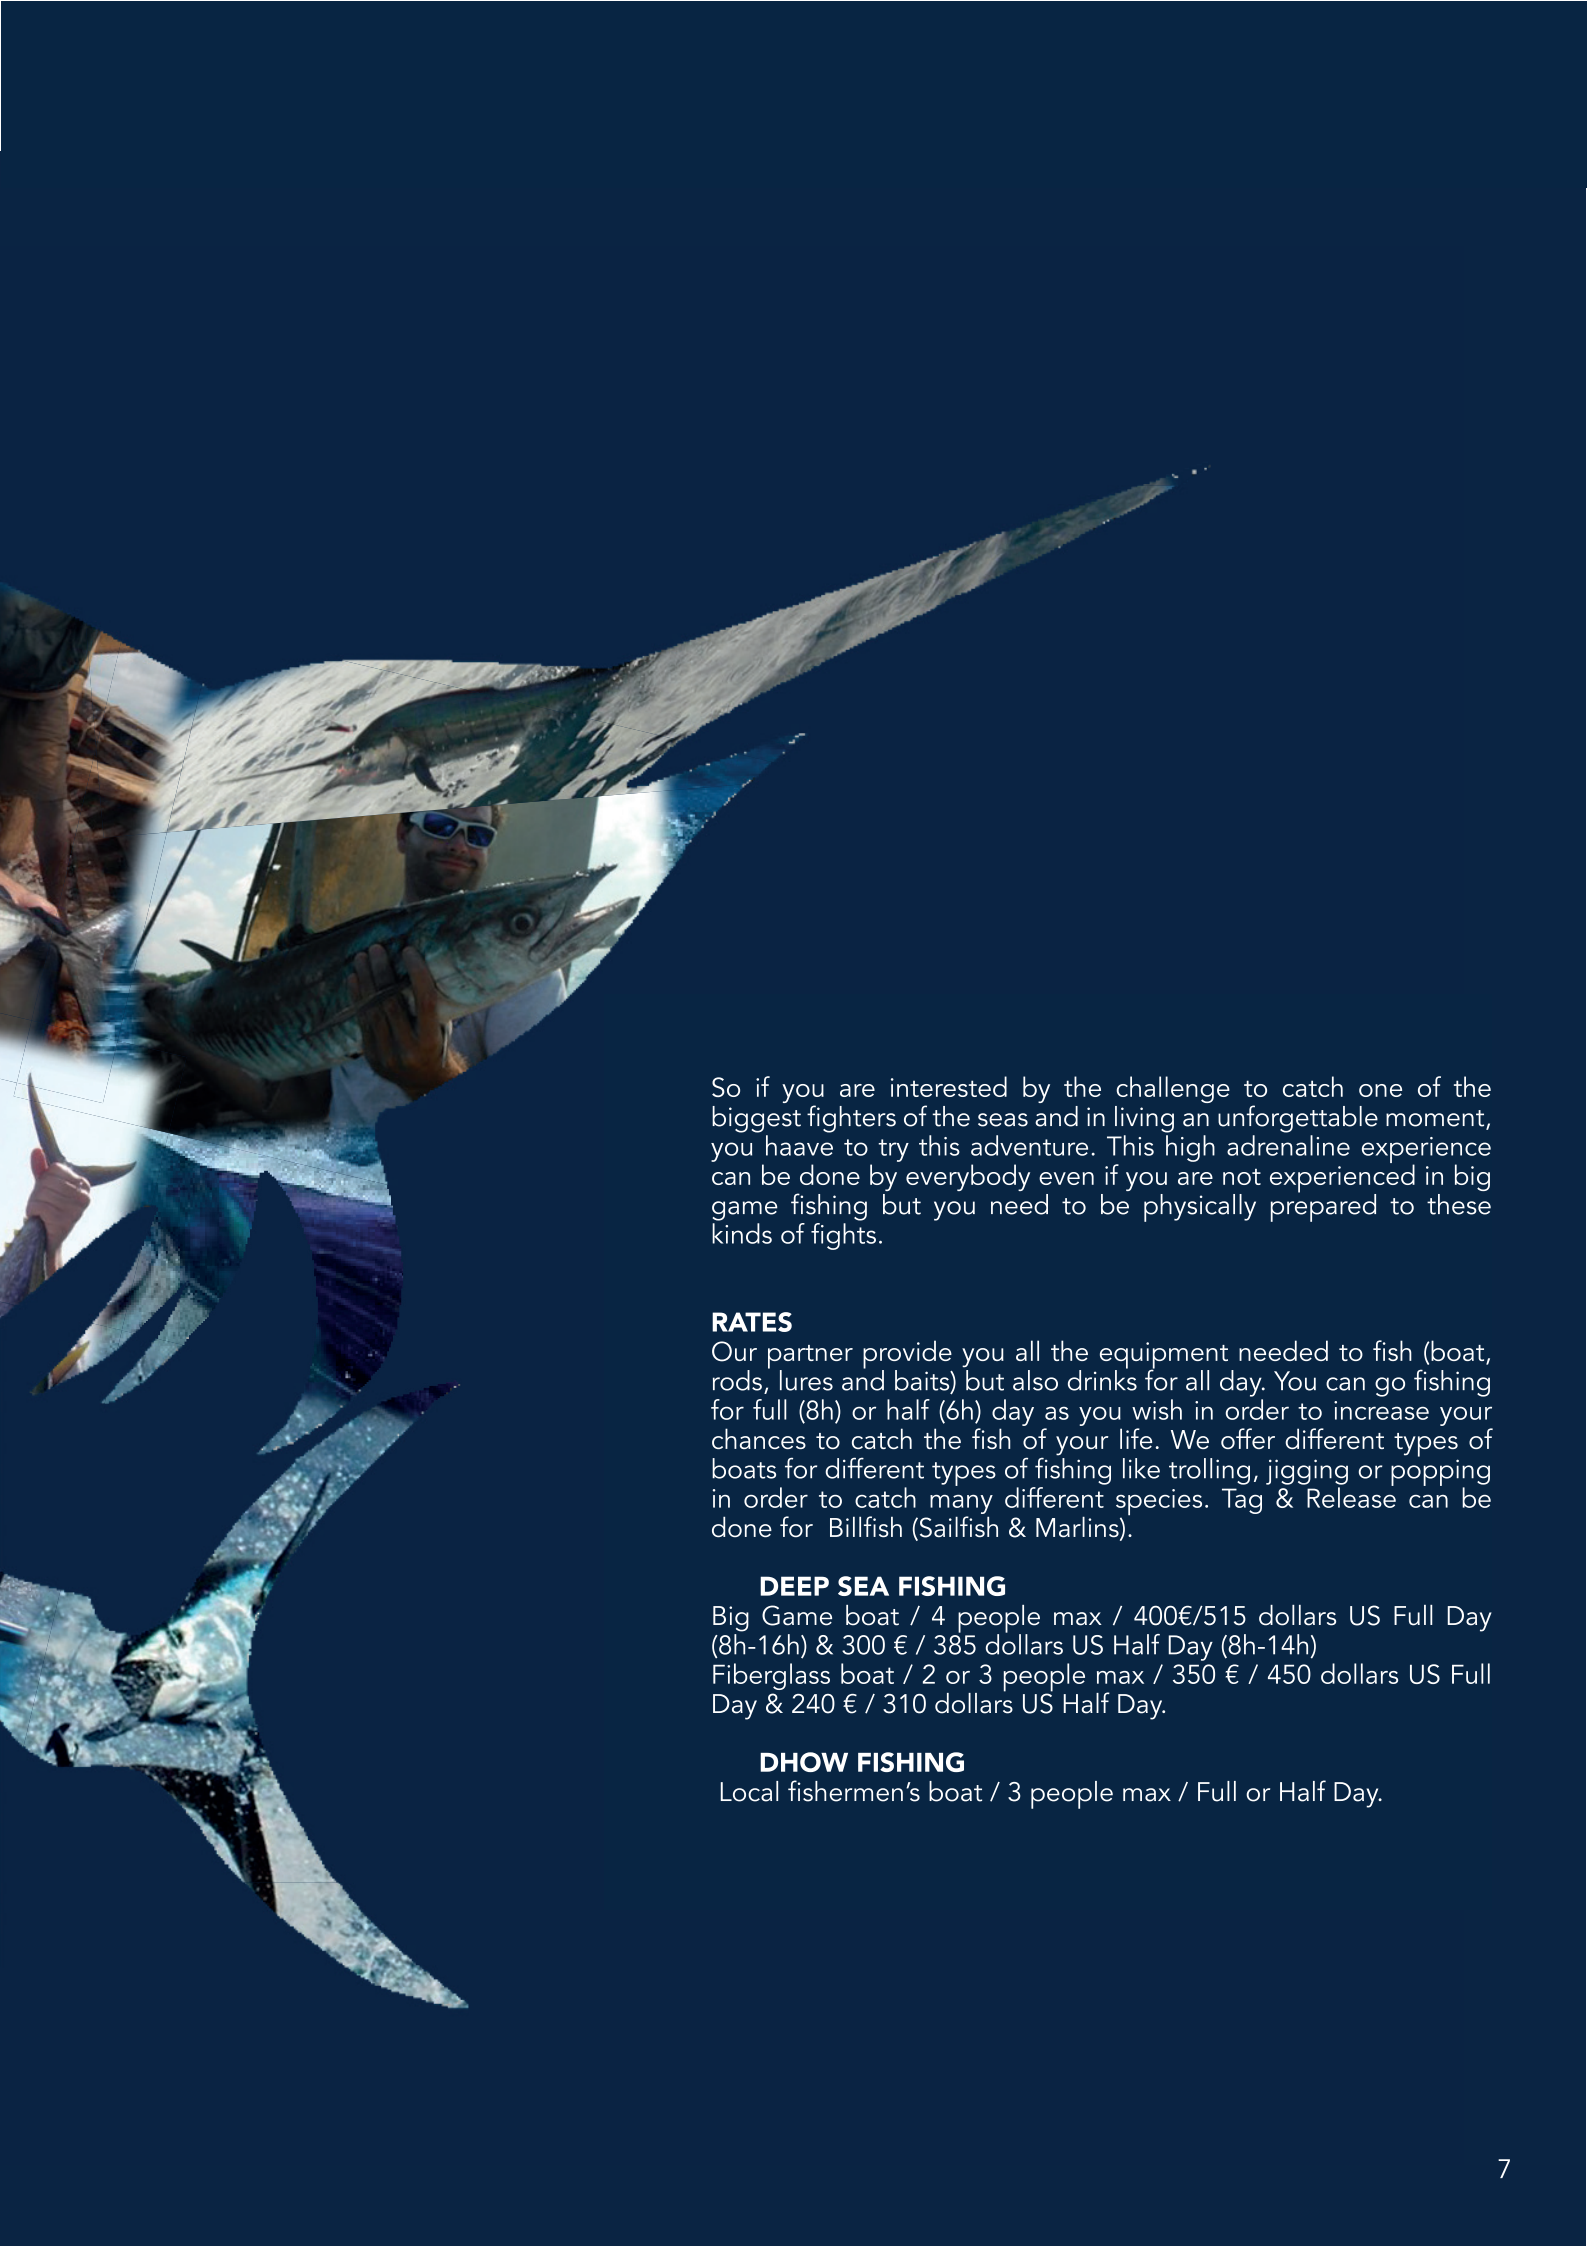 So if you are interested by the challenge to catch one of the
biggest fighters of the seas and in living an unforgettable moment,
you haave to try this adventure. This high adrenaline experience
can be done by everybody even if you are not experienced in big
game fishing but you need to be physically prepared to these
kinds of fights.
RATES
Our partner provide you all the equipment needed to fish (boat,
rods, lures and baits) but also drinks for all day. You can go fishing
for full (8h) or half (6h) day as you wish in order to increase your
chances to catch the fish of your life. We offer different types of
boats for different types of fishing like trolling, jigging or popping
in order to catch many different species. Tag & Release can be
done for  Billfish (Sailfish & Marlins).
DEEP SEA FISHING
Big Game boat / 4 people max / 400€/515 dollars US Full Day
(8h-16h) & 300 € / 385 dollars US Half Day (8h-14h)
Fiberglass boat / 2 or 3 people max / 350 € / 450 dollars US Full
Day & 240 € / 310 dollars US Half Day.
DHOW FISHING
Local fishermen’s boat / 3 people max / Full or Half Day.
7